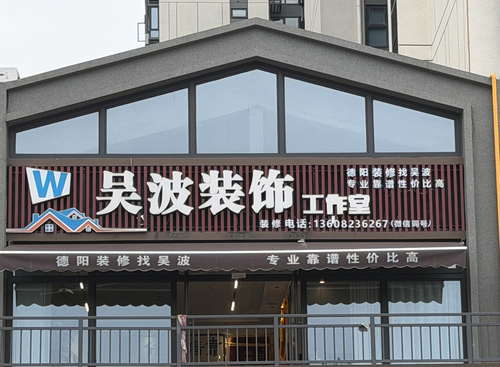 W
吴波装饰 工作室
德阳装修找吴波
专业靠谱性价比高
装修电话:13608236267(微信同号)
德阳装修找吴波 专业靠谱性价比高